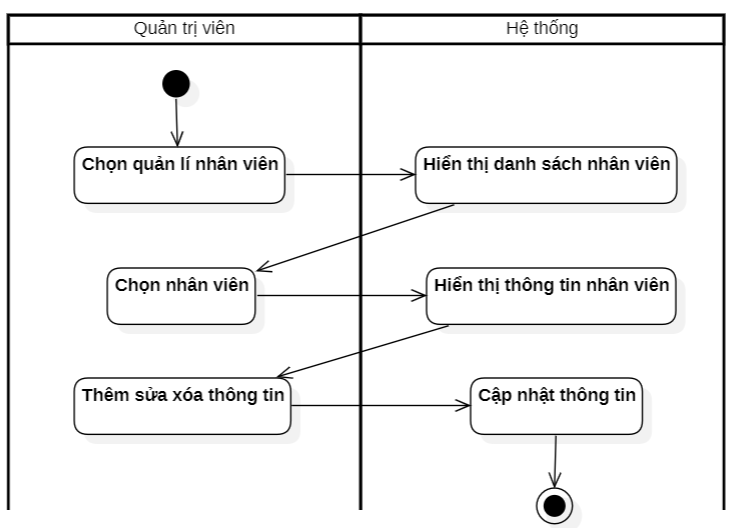 Quản trị viên
Hệ thống
Chọn quản lí nhân viên
Hiển thị danh sách nhân viên
Chọn nhân viên
Hiển thị thông tin nhân viên
Thêm sửa xóa thông tin
Cập nhật thông tin